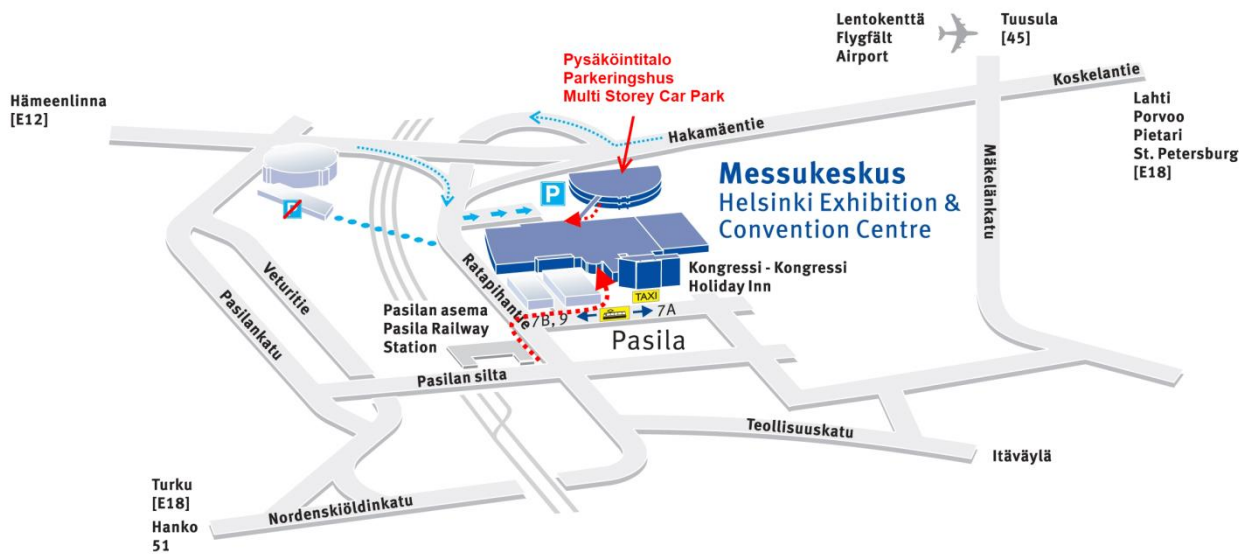 Lentokenttä
Flygfält
Airport
Tuusula
[45]
Pysäköintitalo
Parkeringshus
Multi Storey Car Park
Koskelantie
Hämeenlinna
[E12]
Lahti
Porvoo
Pietari
St. Petersburg
[E18]
Hakamäentie
Mäkelänkatu
Messukeskus
Helsinki Exhibition &
Convention Centre
P
P
Kongressi - Kongressi
Holiday Inn
TAXI
Ratapihantie
Veturitie
Pasilankatu
Pasilan asema
Pasila Railway
Station
7B, 9
7A
Pasila
Pasilan silta
Teollisuuskatu
Itäväylä
Turku
[E18]
Hanko
51
Nordenskiöldinkatu